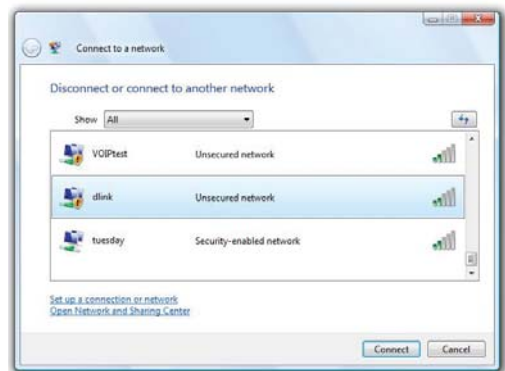 Connect to a network
Disconnect or connect to another network
Show All
VOIPtest Unsecured network
dlink Unsecured network
tuesday Security-enabled network
Set up a connection or network
Open Network and Sharing Center
Connect Cancel